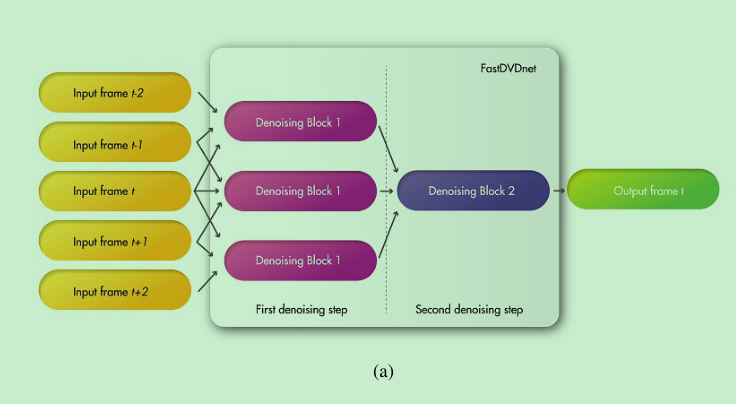 FastDVDnet
Input frame t-2
Input frame t-1
Input frame t
Input frame t+1
Input frame t+2
Denoising Block 1
Denoising Block 1
Denoising Block 1
Denoising Block 2
Output frame t
First denoising step
Second denoising step
(a)